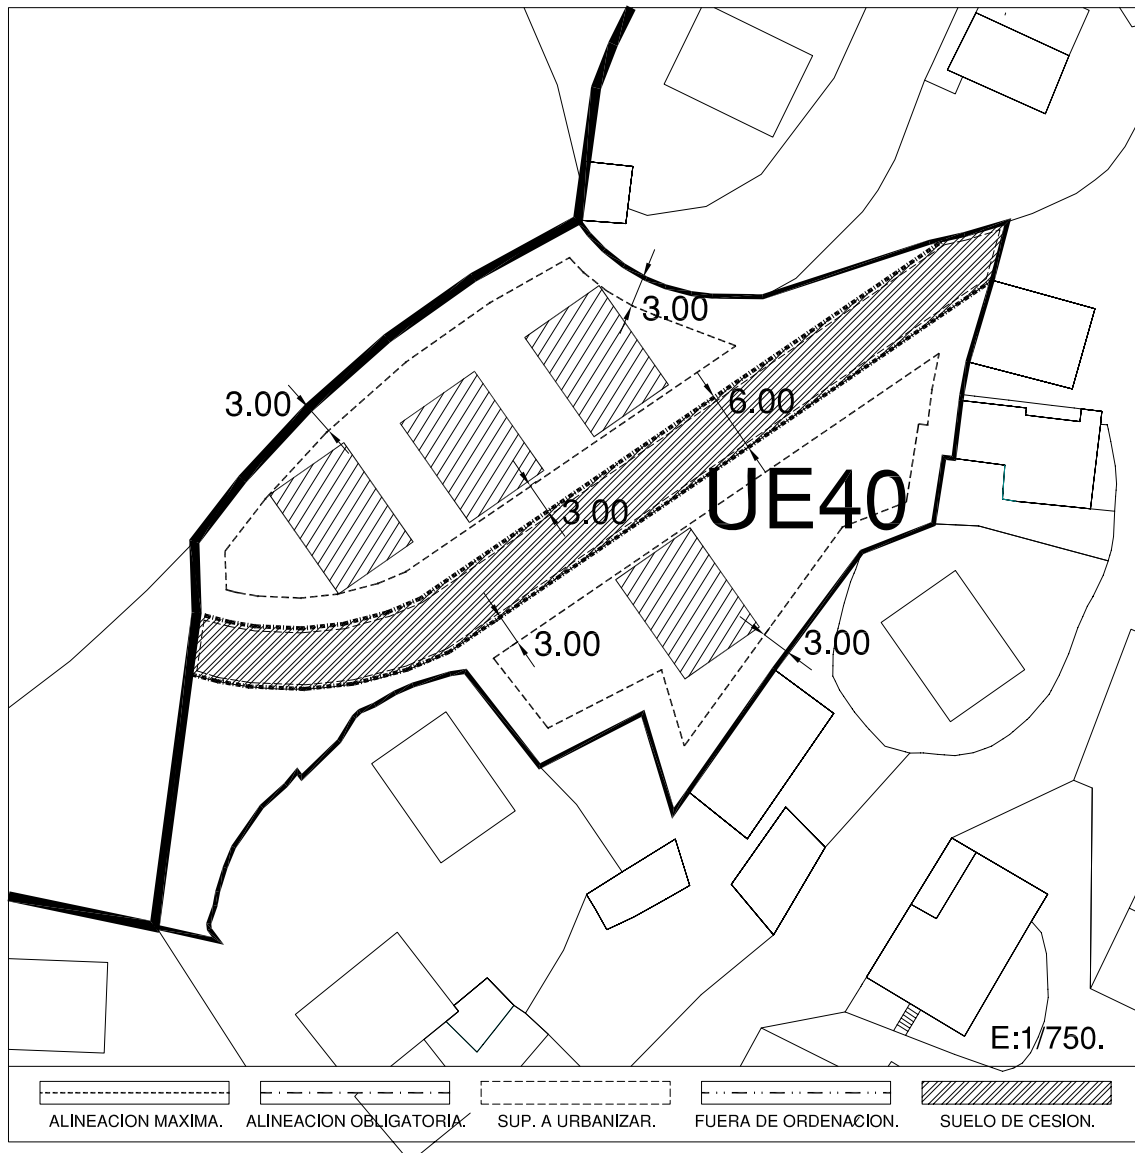 3.00
3.00
6.00
UE40
3.00
3.00
3.00
E:1/750.
ALINEACION MAXIMA.
ALINEACION OBLIGATORIA.
SUP. A URBANIZAR.
FUERA DE ORDENACION.
SUELO DE CESION.